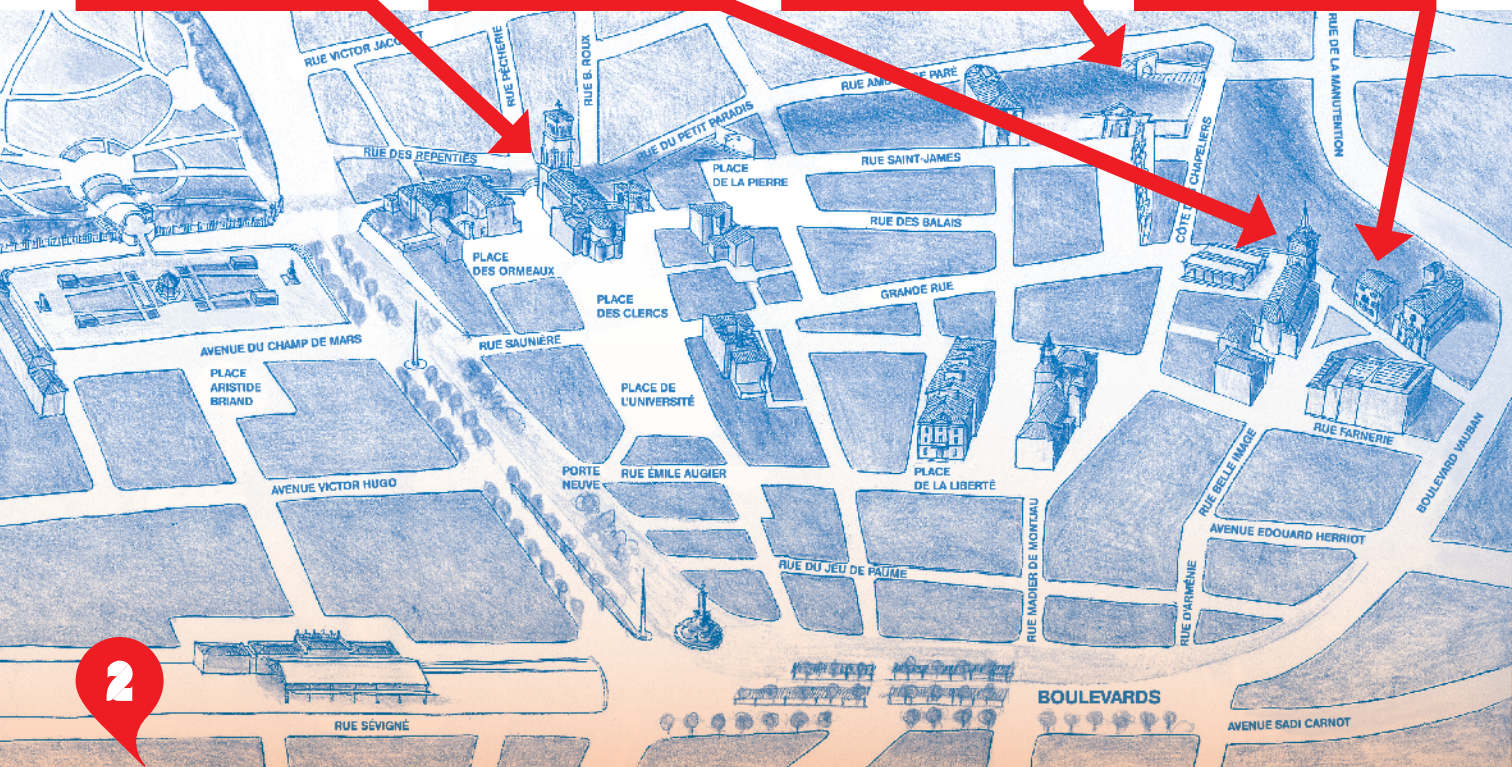 RUE VICTOR JACQUET
RUE PÊCHERIE
RUE B. ROUX
RUE DE LA MANUTENTION
RUE PARÉ
RUE DU PETIT PARADIS
RUE DES REPENTIES
RUE SAINT-JAMES
PLACE
DE LA PIERRE
CÔTE DES CHAPELIERS
RUE DES BALAIS
PLACE
DES ORMEAUX
GRANDE RUE
PLACE
DES CLERCS
AVENUE DU CHAMP DE MARS
RUE SAUNIÈRE
PLACE
ARISTIDE
BRIAND
PLACE DE
L'UNIVERSITÉ
RUE FARNERIE
BOULEVARD VAUBAN
RUE BELLE IMAGE
PORTE
NEUVE
RUE ÉMILE AUGIER
PLACE
DE LA LIBERTÉ
AVENUE VICTOR HUGO
AVENUE EDOUARD HERRIOT
RUE DU JEU DE PAUME
RUE MADIER DE MONTJAU
RUE D'ARMÉNIE
2
BOULEVARDS
RUE SÉVIGNÉ
AVENUE SADI CARNOT